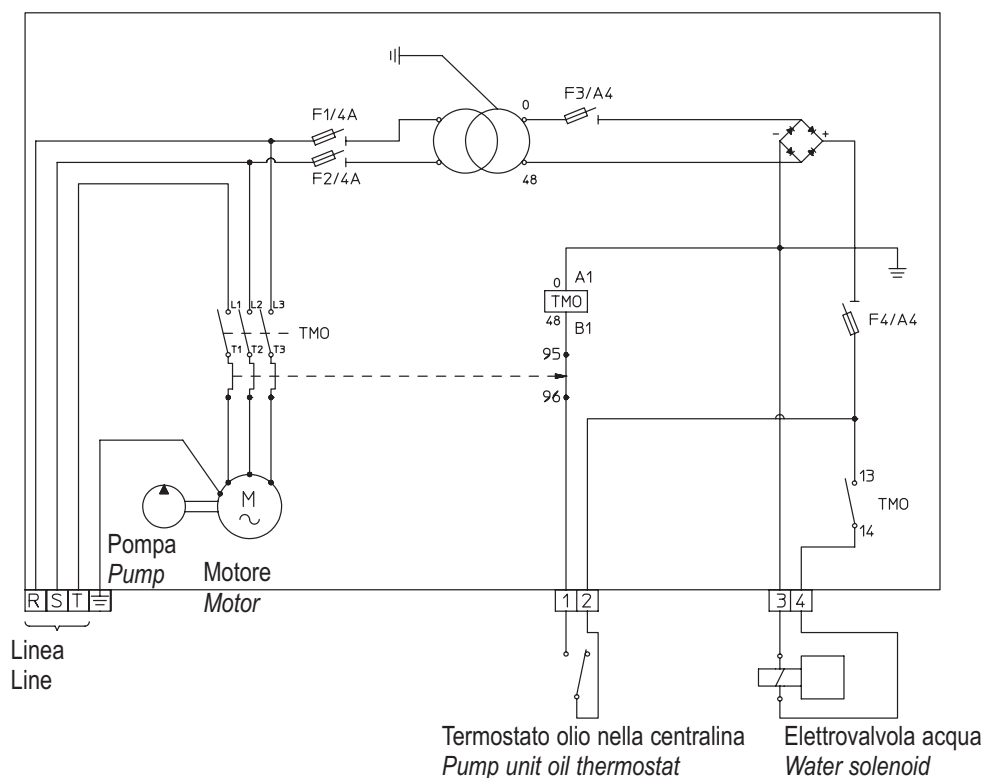 F3/A4
0
F1/4A
- +
F2/4A
48
A1
0
L1 L2 L3
TMO
TMO
48
F4/A4
B1
T1 T2 T3
95
96
13
M
TMO
14
Pompa
Pump
Motore
Motor
R S T
1 2
3 4
Linea
Line
Termostato olio nella centralina
Pump unit oil thermostat
Elettrovalvola acqua
Water solenoid